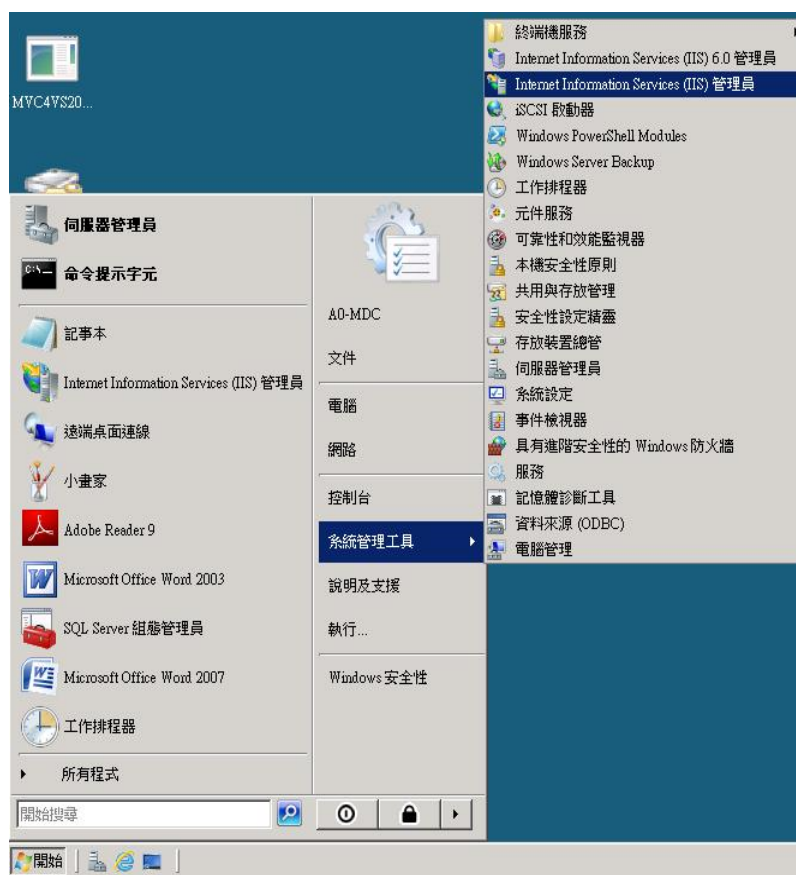 MVC4VS20...
伺服器管理員
命令提示字元
記事本
Internet Information Services (IIS) 管理員
遠端桌面連線
小畫家
Adobe Reader 9
Microsoft Office Word 2003
SQL Server 組態管理員
Microsoft Office Word 2007
工作排程器
所有程式
開始搜尋
A0-MDC
文件
電腦
網路
控制台
系統管理工具
說明及支援
執行...
Windows 安全性
終端機服務
Internet Information Services (IIS) 6.0 管理員
Internet Information Services (IIS) 管理員
iSCSI 啟動器
Windows PowerShell Modules
Windows Server Backup
工作排程器
元件服務
可靠性和效能監視器
本機安全性原則
共用與存放管理
安全性設定精靈
存放裝置總管
伺服器管理員
系統設定
事件檢視器
具有進階安全性的 Windows 防火牆
服務
記憶體診斷工具
資料來源 (ODBC)
電腦管理
開始